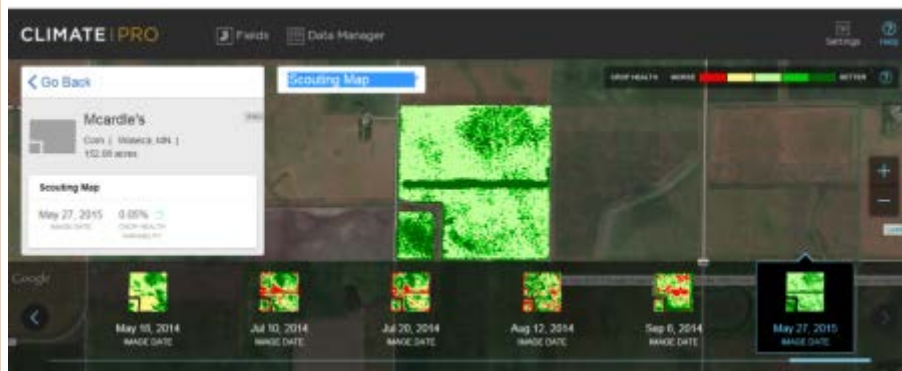 CLIMATE PRO
Fields
Data Manager
Settings
Help
Go Back
Scouting Map
CROP HEALTH WORSE BETTER
Mcardle's
Corn | Waseca, MN |
Scouting Map
May 27, 2015
0.05%
IMAGE DATE
CROP HEALTH
VARIABILITY
Google
May 18, 2014
IMAGE DATE
Jul 10, 2014
IMAGE DATE
Jul 20, 2014
IMAGE DATE
Aug 12, 2014
IMAGE DATE
Sep 6, 2014
IMAGE DATE
May 27, 2015
IMAGE DATE